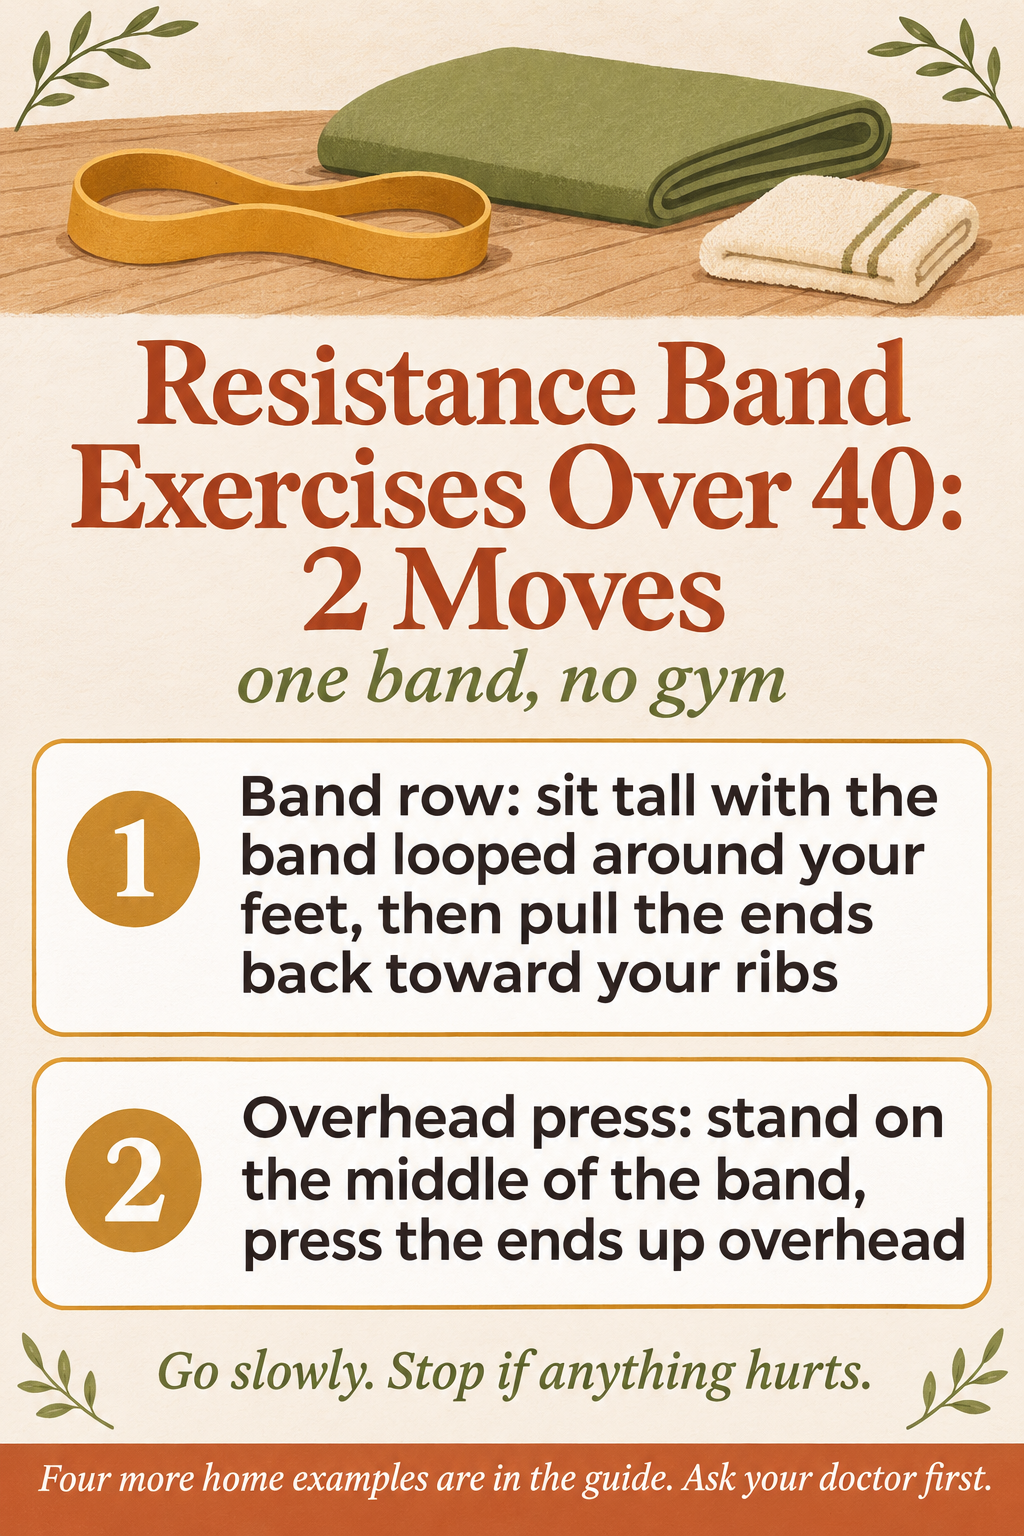 Resistance Band
Exercises Over 40:
2 Moves
one band, no gym
1
Band row: sit tall with the
band looped around your
feet, then pull the ends
back toward your ribs
2
Overhead press: stand on
the middle of the band,
press the ends up overhead
Go slowly. Stop if anything hurts.
Four more home examples are in the guide. Ask your doctor first.